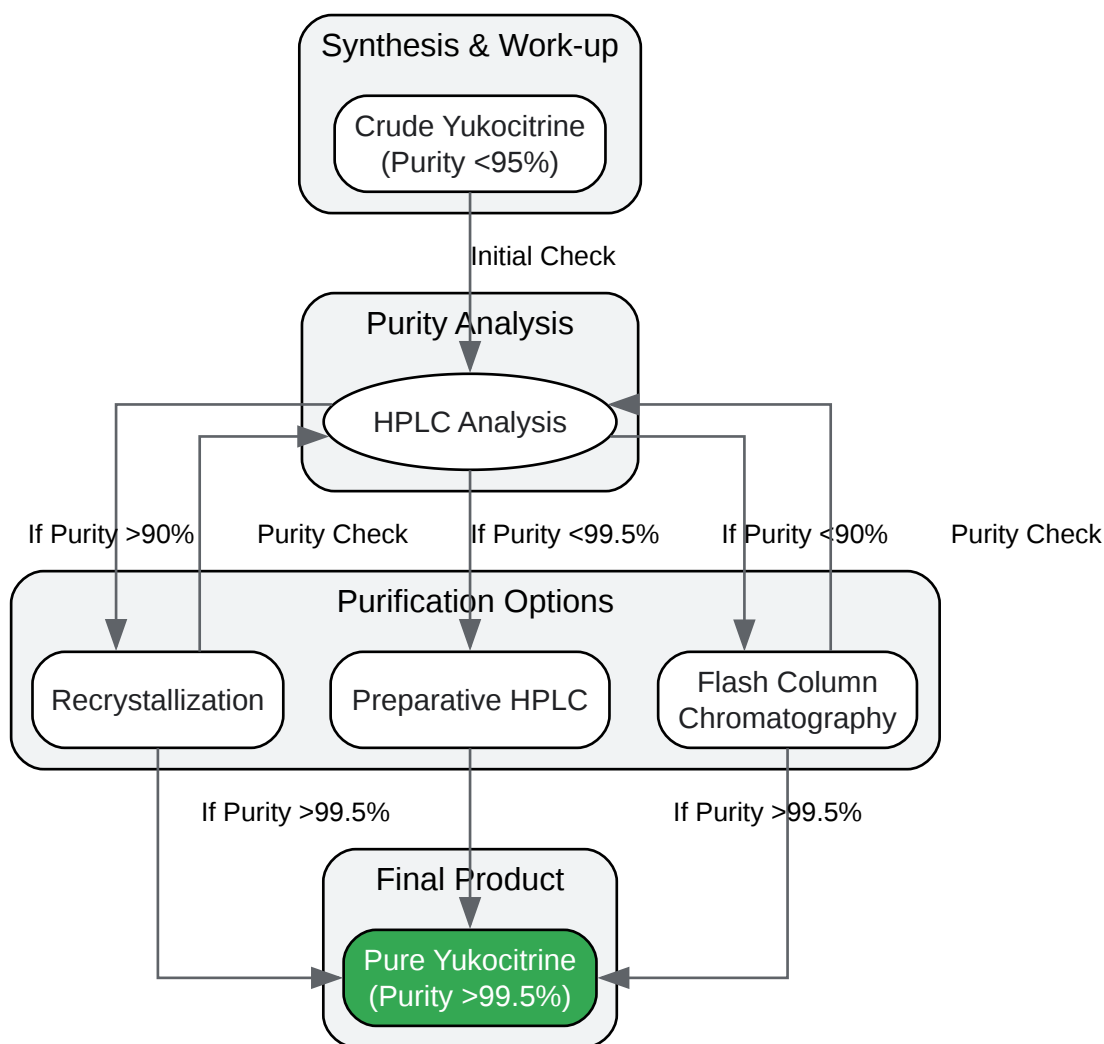 Synthesis & Work-up
Crude Yukocitrine
(Purity <95%)
Initial Check
Purity Analysis
HPLC Analysis
If Purity >90%
Purity Check
If Purity <99.5%
If Purity <90%
Purity Check
Purification Options
Recrystallization
Preparative HPLC
Flash Column
Chromatography
If Purity >99.5%
If Purity >99.5%
Final Product
Pure Yukocitrine
(Purity >99.5%)